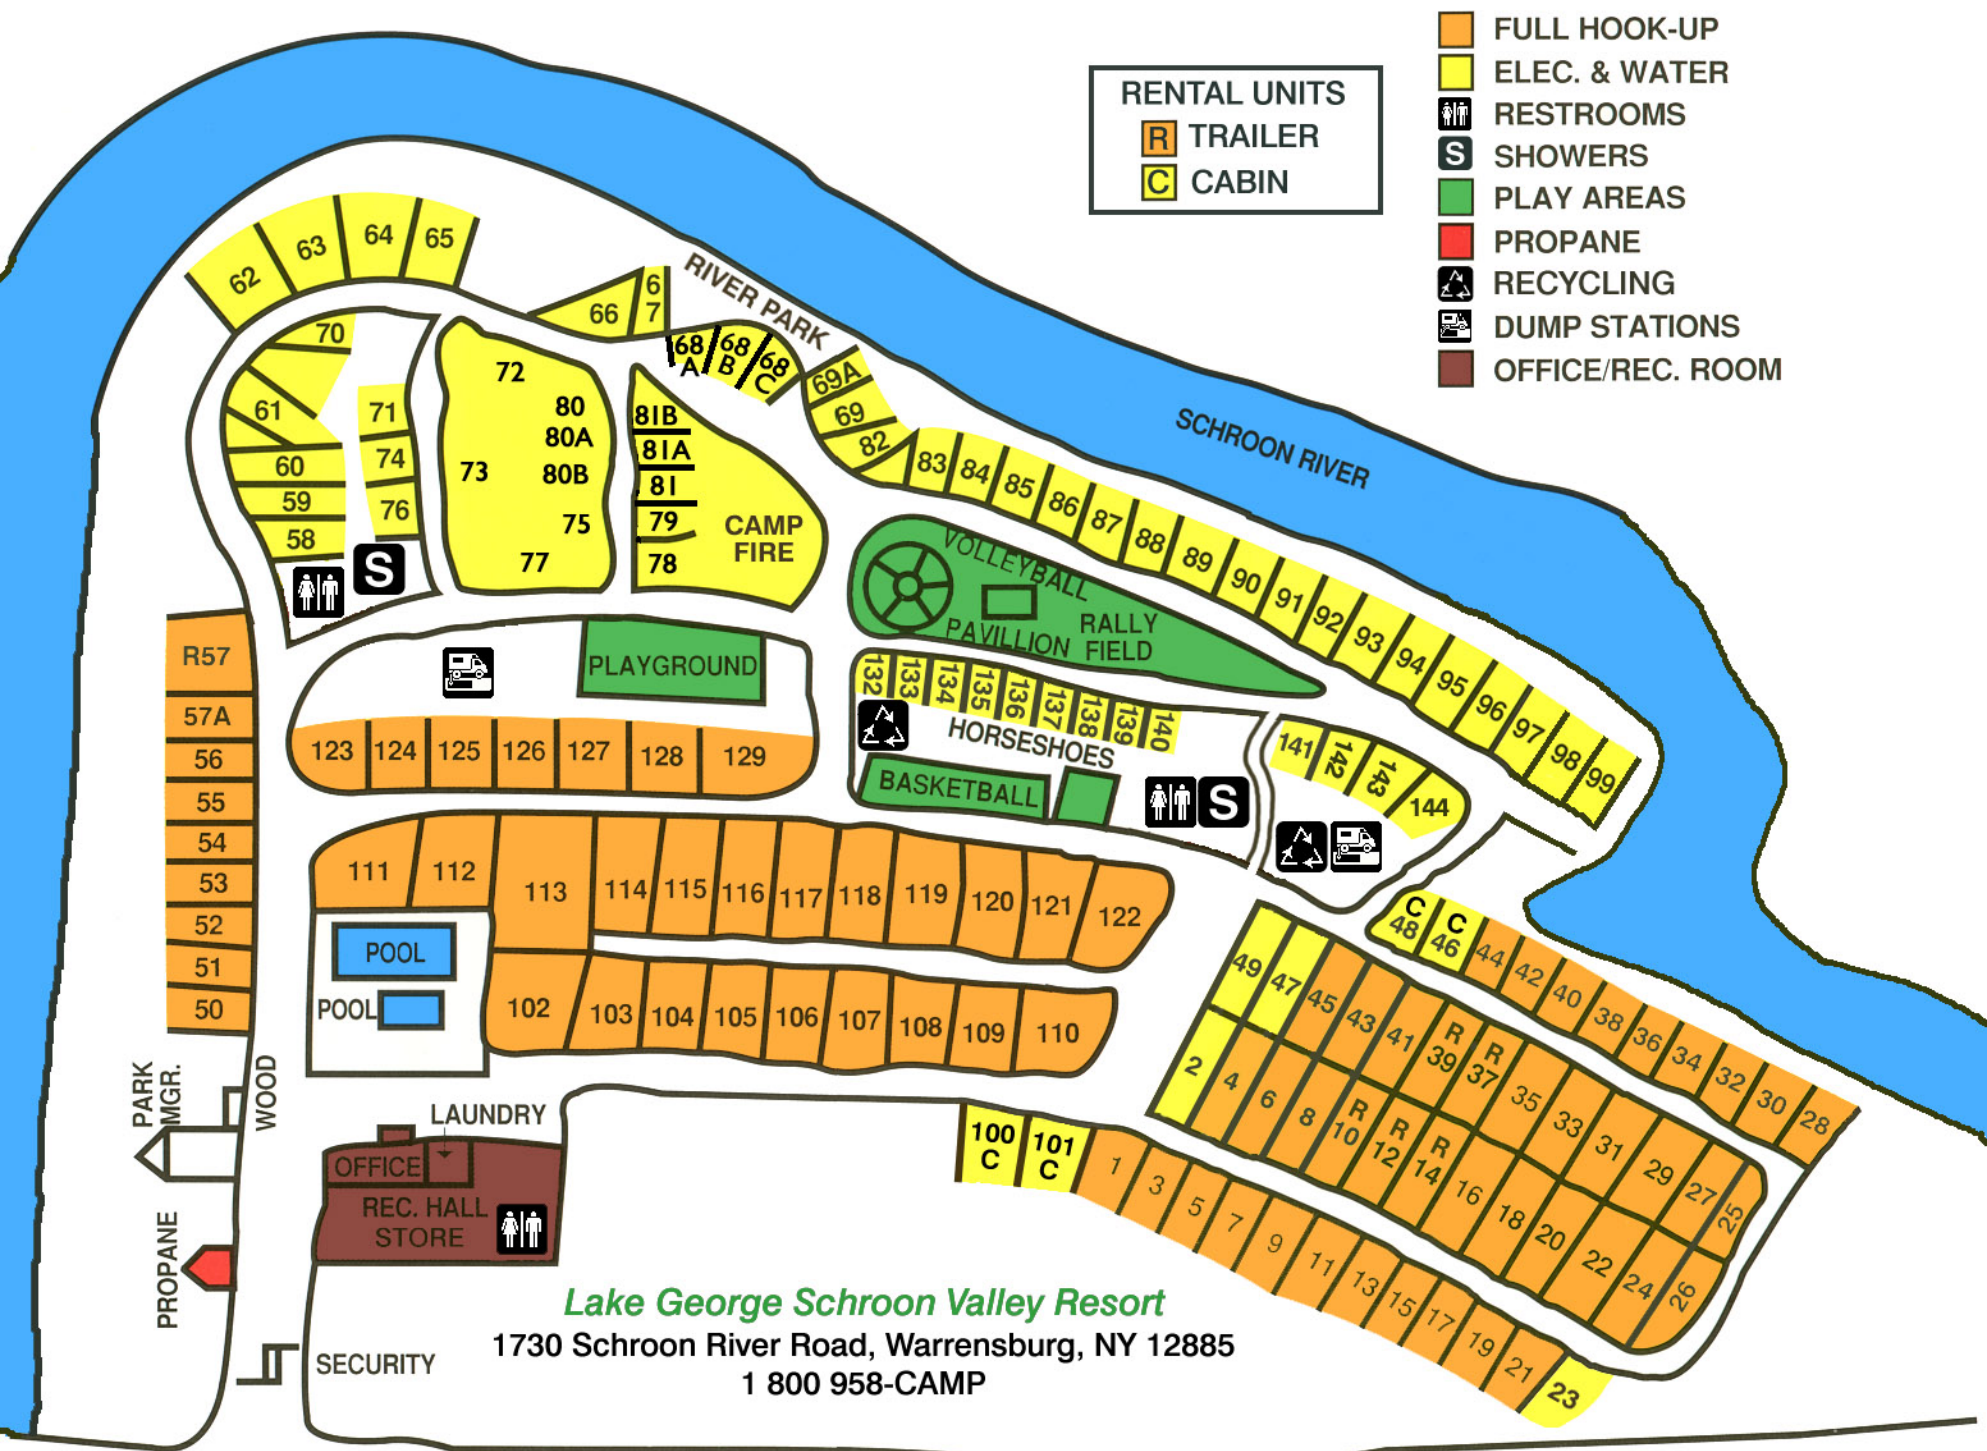 FULL HOOK-UP
ELEC. & WATER
RESTROOMS
S SHOWERS
PLAY AREAS
PROPANE
RECYCLING
DUMP STATIONS
OFFICE/REC. ROOM
RENTAL UNITS
R TRAILER
C CABIN
SCHROON RIVER
RIVER PARK
62
63
64
65
66
6
7
68
A
68
B
68
C
69A
69
82
70
61
60
59
58
71
74
76
S
72
80
80A
73
80B
75
77
81B
81A
81
79
78
CAMP
FIRE
83
84
85
86
87
88
89
90
91
92
93
94
95
96
97
98
99
VOLLEYBALL
PAVILLION
RALLY
FIELD
R57
57A
56
55
54
53
52
51
50
PLAYGROUND
123
124
125
126
127
128
129
132
133
134
135
136
137
138
139
140
HORSESHOES
BASKETBALL
S
141
142
143
144
111
112
113
114
115
116
117
118
119
120
121
122
POOL
POOL
102
103
104
105
106
107
108
109
110
C
48
C
46
44
42
40
38
36
34
32
30
28
49
47
45
43
41
R
39
R
37
35
33
31
29
27
25
2
4
6
8
R
10
R
12
R
14
16
18
20
22
24
26
100
C
101
C
1
3
5
7
9
11
13
15
17
19
21
23
PARK
MGR.
WOOD
PROPANE
LAUNDRY
OFFICE
REC. HALL
STORE
SECURITY
Lake George Schroon Valley Resort
1730 Schroon River Road, Warrensburg, NY 12885
1 800 958-CAMP